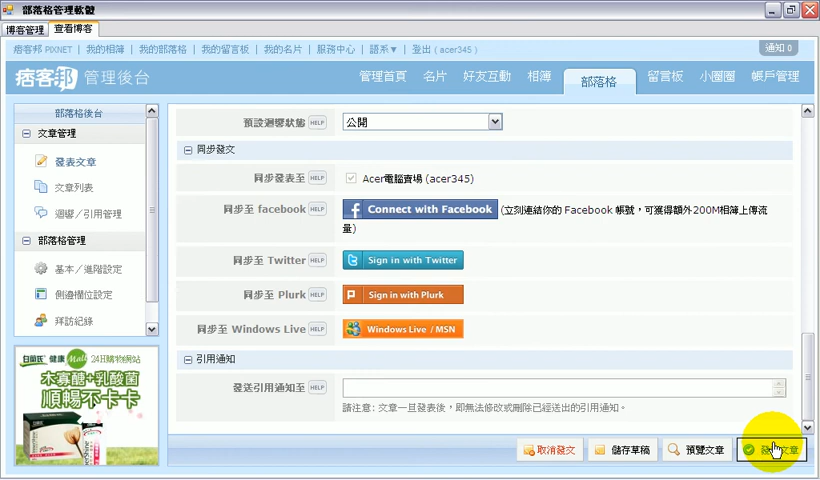 部落格管理軟體
博客管理 查看博客
痞客邦 PIXNET | 我的相簿 | 我的部落格 | 我的留言板 | 我的名片 | 服務中心 | 語系▼ | 登出 ( acer345 )
通知 0
痞客邦 管理後台
管理首頁 名片 好友互動 相簿 部落格 留言板 小圈圈 帳戶管理
部落格後台
文章管理
發表文章
文章列表
迴響／引用管理
部落格管理
基本／進階設定
側邊欄位設定
拜訪紀錄
白蘭氏 健康 Mall 24H購物網站
木寡醣+乳酸菌
順暢不卡卡
預設迴響狀態 HELP 公開
同步發文
同步發表至 HELP Acer電腦賣場 (acer345)
同步至 facebook HELP Connect with Facebook (立刻連結你的 Facebook 帳號，可獲得額外200M相簿上傳流
量)
同步至 Twitter HELP Sign in with Twitter
同步至 Plurk HELP Sign in with Plurk
同步至 Windows Live HELP Windows Live / MSN
引用通知
發送引用通知至 HELP
請注意: 文章一旦發表後，即無法修改或刪除已經送出的引用通知。
取消發文 儲存草稿 預覽文章 發表文章